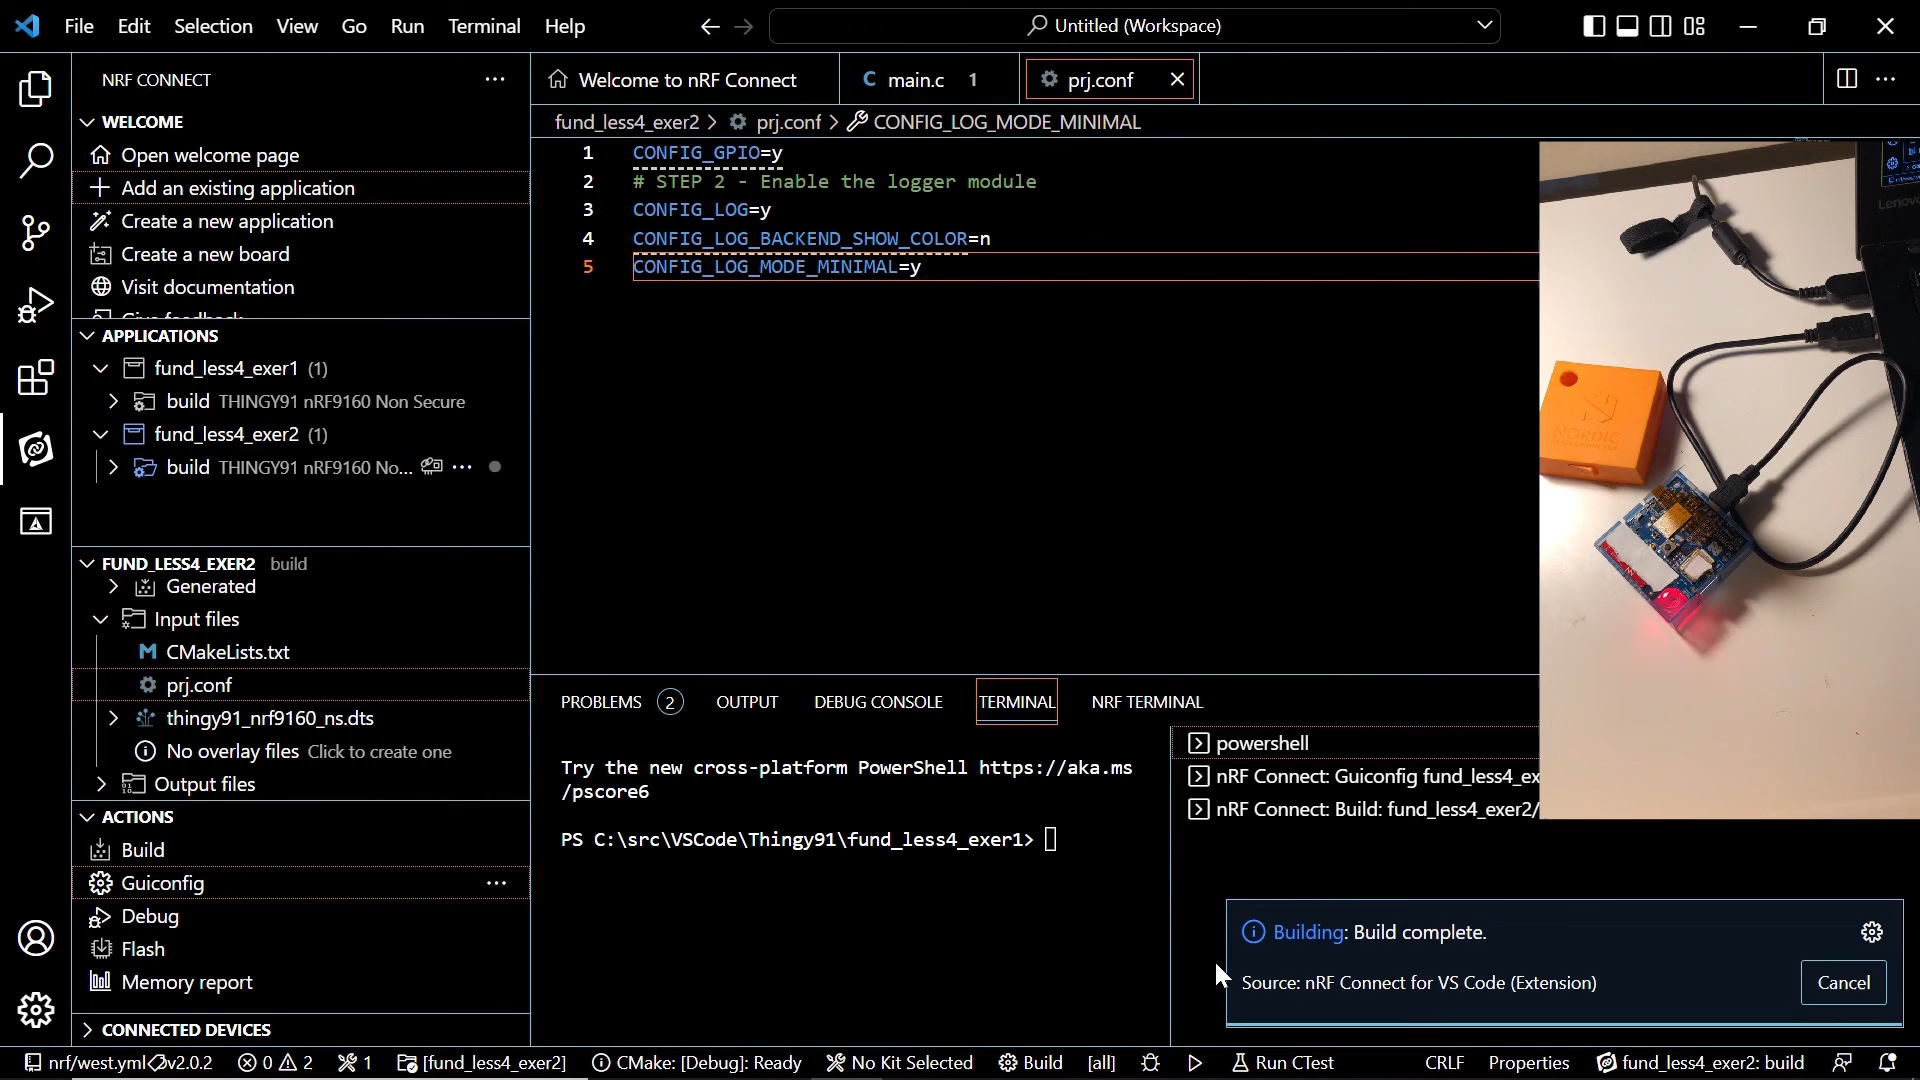 File Edit Selection View Go Run Terminal Help
Untitled (Workspace)
NRF CONNECT
WELCOME
Open welcome page
Add an existing application
Create a new application
Create a new board
Visit documentation
Give feedback
APPLICATIONS
fund_less4_exer1 (1)
build THINGY91 nRF9160 Non Secure
fund_less4_exer2 (1)
build THINGY91 nRF9160 No...
FUND_LESS4_EXER2 build
Generated
Input files
CMakeLists.txt
prj.conf
thingy91_nrf9160_ns.dts
No overlay files Click to create one
Output files
ACTIONS
Build
Guiconfig
Debug
Flash
Memory report
CONNECTED DEVICES
Welcome to nRF Connect
C main.c 1
prj.conf
fund_less4_exer2 > prj.conf > CONFIG_LOG_MODE_MINIMAL
1 CONFIG_GPIO=y
2 # STEP 2 - Enable the logger module
3 CONFIG_LOG=y
4 CONFIG_LOG_BACKEND_SHOW_COLOR=n
5 CONFIG_LOG_MODE_MINIMAL=y
Lenovo
NORDIC
PROBLEMS 2 OUTPUT DEBUG CONSOLE TERMINAL NRF TERMINAL
Try the new cross-platform PowerShell https://aka.ms
/pscore6
PS C:\src\VSCode\Thingy91\fund_less4_exer1>
powershell
nRF Connect: Guiconfig fund_less4_ex
nRF Connect: Build: fund_less4_exer2/
Building: Build complete.
Source: nRF Connect for VS Code (Extension)
Cancel
nrf/west.yml v2.0.2 0 2 1 [fund_less4_exer2] CMake: [Debug]: Ready No Kit Selected Build [all] Run CTest CRLF Properties fund_less4_exer2: build